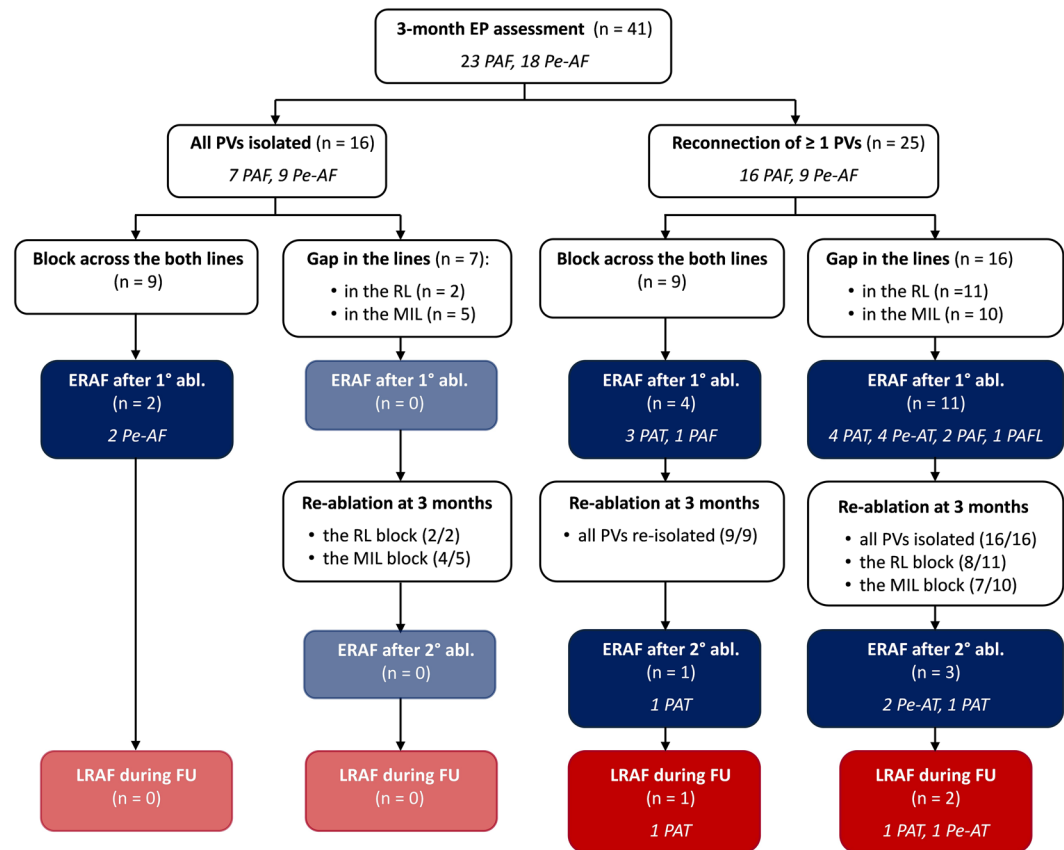 3-month EP assessment (n = 41)
23 PAF, 18 Pe-AF
All PVs isolated (n = 16)
7 PAF, 9 Pe-AF
Reconnection of ≥ 1 PVs (n = 25)
16 PAF, 9 Pe-AF
Block across the both lines
(n = 9)
Gap in the lines (n = 7):
• in the RL (n = 2)
• in the MIL (n = 5)
Block across the both lines
(n = 9)
Gap in the lines (n = 16)
• in the RL (n =11)
• in the MIL (n = 10)
ERAF after 1° abl.
(n = 2)
2 Pe-AF
ERAF after 1° abl.
(n = 0)
ERAF after 1° abl.
(n = 4)
3 PAT, 1 PAF
ERAF after 1° abl.
(n = 11)
4 PAT, 4 Pe-AT, 2 PAF, 1 PAFL
Re-ablation at 3 months
• the RL block (2/2)
• the MIL block (4/5)
Re-ablation at 3 months
• all PVs re-isolated (9/9)
Re-ablation at 3 months
• all PVs isolated (16/16)
• the RL block (8/11)
• the MIL block (7/10)
ERAF after 2° abl.
(n = 0)
ERAF after 2° abl.
(n = 1)
1 PAT
ERAF after 2° abl.
(n = 3)
2 Pe-AT, 1 PAT
LRAF during FU
(n = 0)
LRAF during FU
(n = 0)
LRAF during FU
(n = 1)
1 PAT
LRAF during FU
(n = 2)
1 PAT, 1 Pe-AT